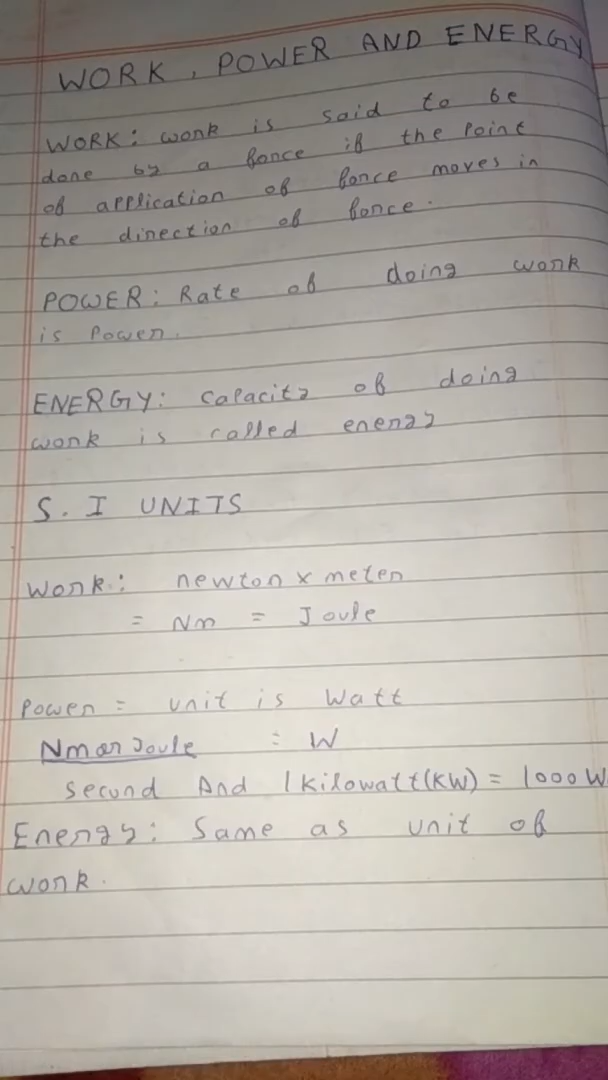 WORK, POWER AND ENERGY
WORK: work is said to be
done by a force if the point
of application of force moves in
the direction of force.
POWER: Rate of doing work
is Power.
ENERGY: Capacity of doing
work is called energy
S. I UNITS
Work: newton x meter
= Nm = Joule
Power = unit is Watt
Nm or Joule = W
second And 1 Kilowatt (KW) = 1000 W
Energy: Same as unit of
work.